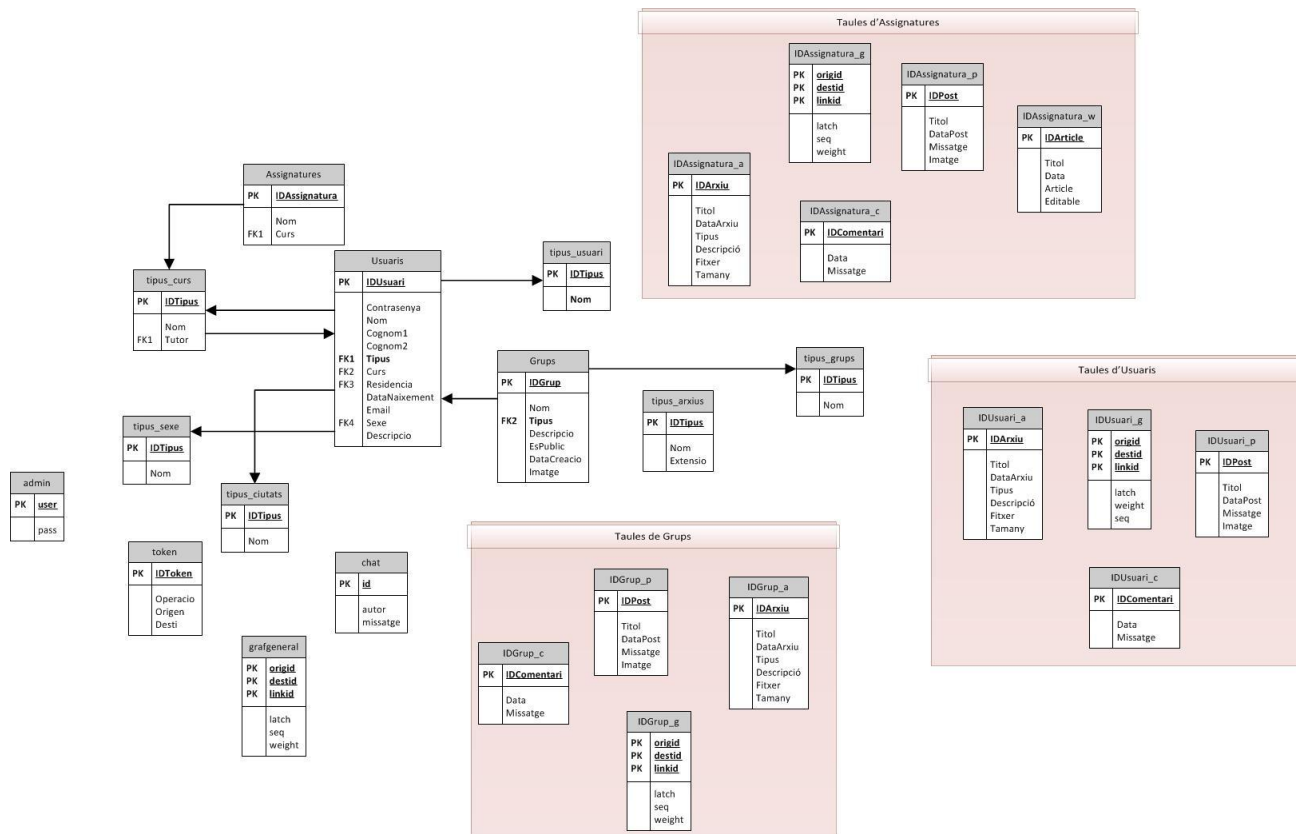 Taules d'Assignatures
IDAssignatura_g
PK origid
PK destid
PK linkid
latch
seq
weight
IDAssignatura_p
PK IDPost
Titol
DataPost
Missatge
Imatge
IDAssignatura_w
PK IDArticle
Titol
Data
Article
Editable
IDAssignatura_a
PK IDArxiu
Titol
DataArxiu
Tipus
Descripció
Fitxer
Tamany
IDAssignatura_c
PK IDComentari
Data
Missatge
Assignatures
PK IDAssignatura
Nom
FK1 Curs
tipus_curs
PK IDTipus
Nom
FK1 Tutor
Usuaris
PK IDUsuari
Contrasenya
Nom
Cognom1
Cognom2
FK1 Tipus
FK2 Curs
FK3 Residencia
DataNaixement
Email
FK4 Sexe
Descripcio
tipus_usuari
PK IDTipus
Nom
Grups
PK IDGrup
Nom
FK2 Tipus
Descripcio
EsPublic
DataCreacio
Imatge
tipus_grups
PK IDTipus
Nom
tipus_arxius
PK IDTipus
Nom
Extensio
tipus_sexe
PK IDTipus
Nom
tipus_ciutats
PK IDTipus
Nom
admin
PK user
pass
token
PK IDToken
Operacio
Origen
Desti
chat
PK id
autor
missatge
grafgeneral
PK origid
PK destid
PK linkid
latch
seq
weight
Taules d'Usuaris
IDUsuari_a
PK IDArxiu
Titol
DataArxiu
Tipus
Descripció
Fitxer
Tamany
IDUsuari_g
PK origid
PK destid
PK linkid
latch
weight
seq
IDUsuari_p
PK IDPost
Titol
DataPost
Missatge
Imatge
IDUsuari_c
PK IDComentari
Data
Missatge
Taules de Grups
IDGrup_p
PK IDPost
Titol
DataPost
Missatge
Imatge
IDGrup_a
PK IDArxiu
Titol
DataArxiu
Tipus
Descripció
Fitxer
Tamany
IDGrup_c
PK IDComentari
Data
Missatge
IDGrup_g
PK origid
PK destid
PK linkid
latch
seq
weight